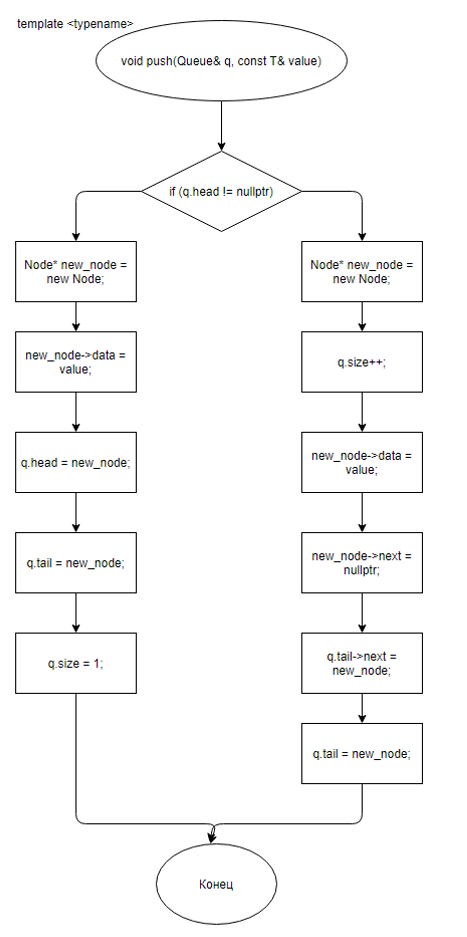 template <typename>
void push(Queue& q, const T& value)
if (q.head != nullptr)
Node* new_node =
new Node;
new_node->data =
value;
q.head = new_node;
q.tail = new_node;
q.size = 1;
Node* new_node =
new Node;
q.size++;
new_node->data =
value;
new_node->next =
nullptr;
q.tail->next =
new_node;
q.tail = new_node;
Конец